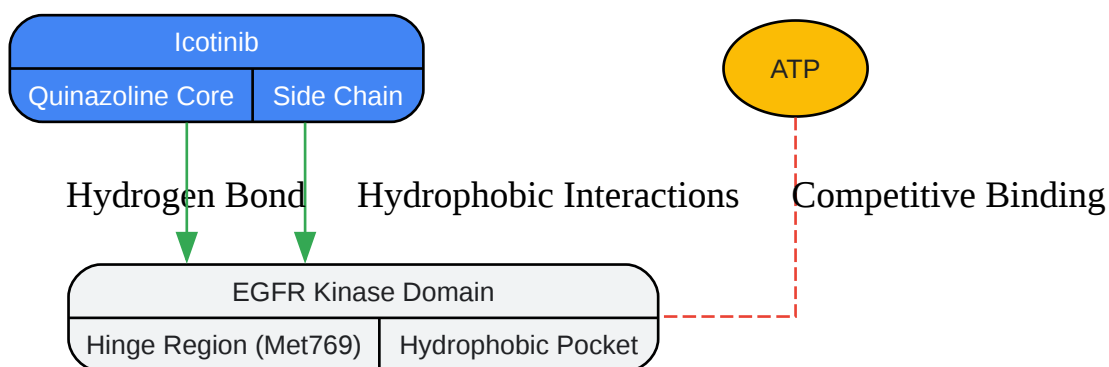 Icotinib
ATP
Quinazoline Core
Side Chain
Hydrogen Bond
Hydrophobic Interactions
Competitive Binding
EGFR Kinase Domain
Hinge Region (Met769)
Hydrophobic Pocket